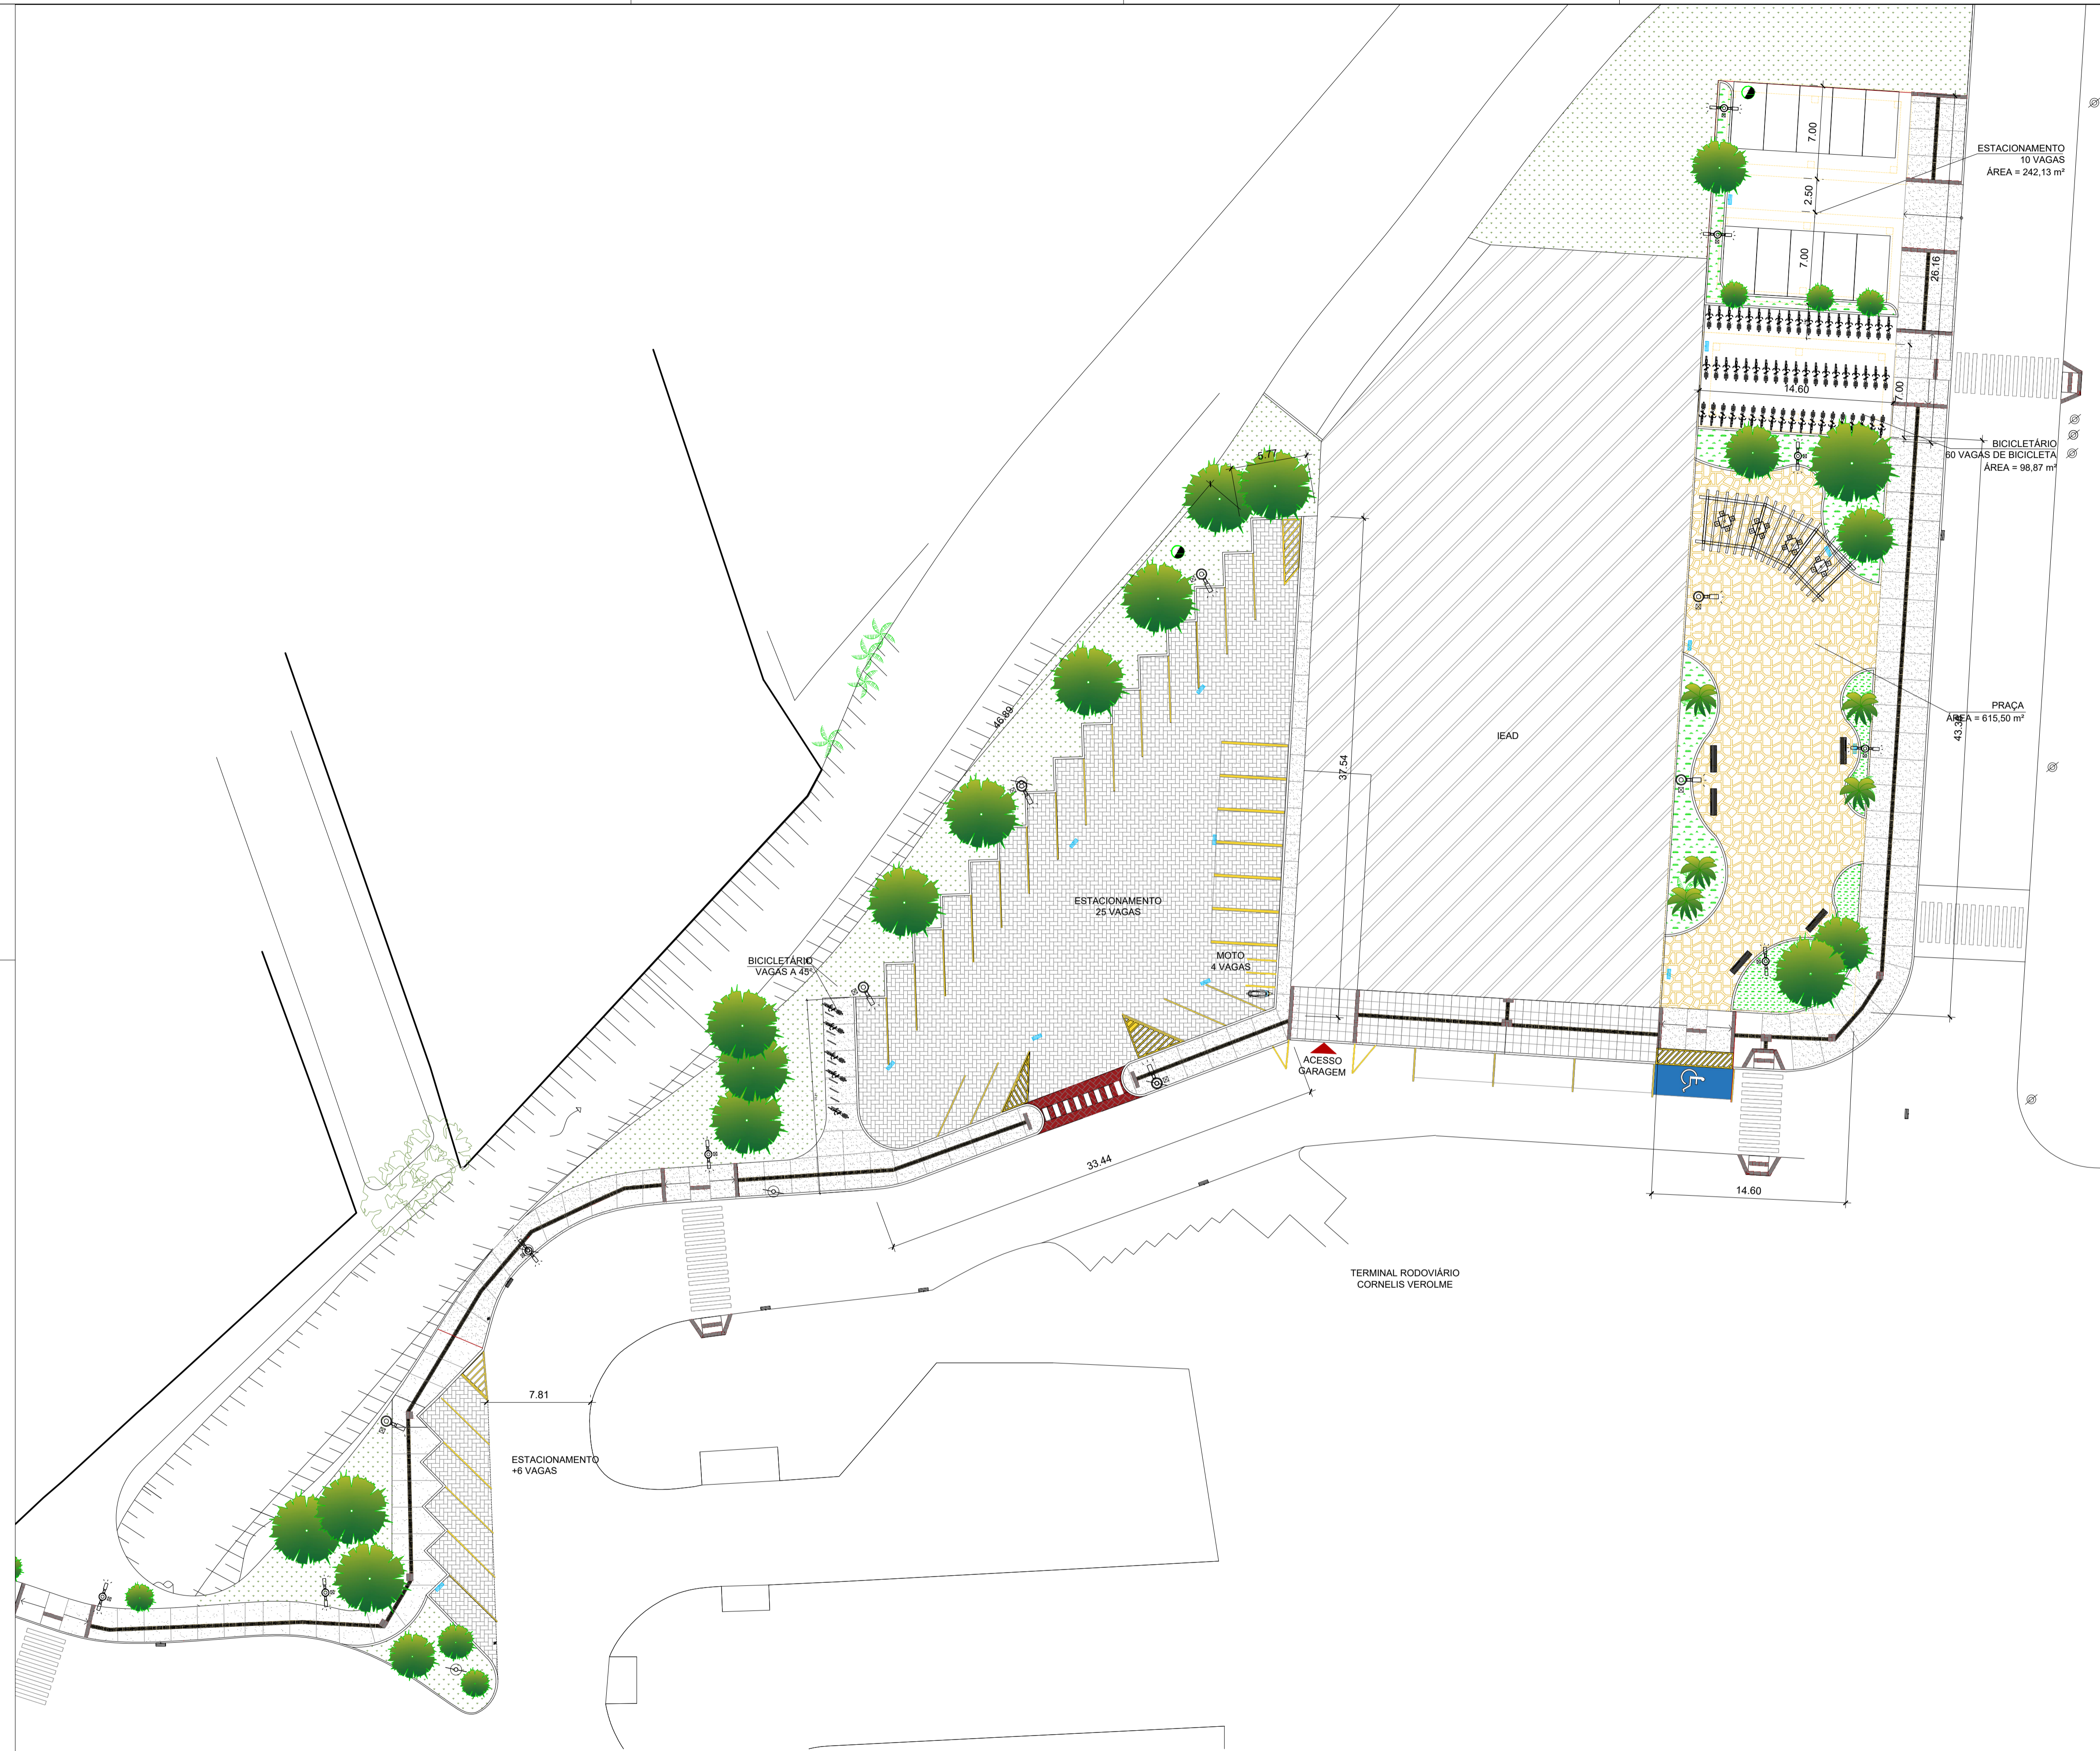 7.00
ESTACIONAMENTO
10 VAGAS
ÁREA = 242,13 m²
2.50
7.00
26.16
14.60
7.00
BICICLETÁRIO
60 VAGAS DE BICICLETA
ÁREA = 98,87 m²
5.77
46.89
37.54
IEAD
PRAÇA
ÁREA = 615,50 m²
ESTACIONAMENTO
25 VAGAS
MOTO
4 VAGAS
BICICLETÁRIO
VAGAS A 45°
ACESSO
GARAGEM
33.44
14.60
TERMINAL RODOVIÁRIO
CORNELIS VEROLME
7.81
ESTACIONAMENTO
+6 VAGAS